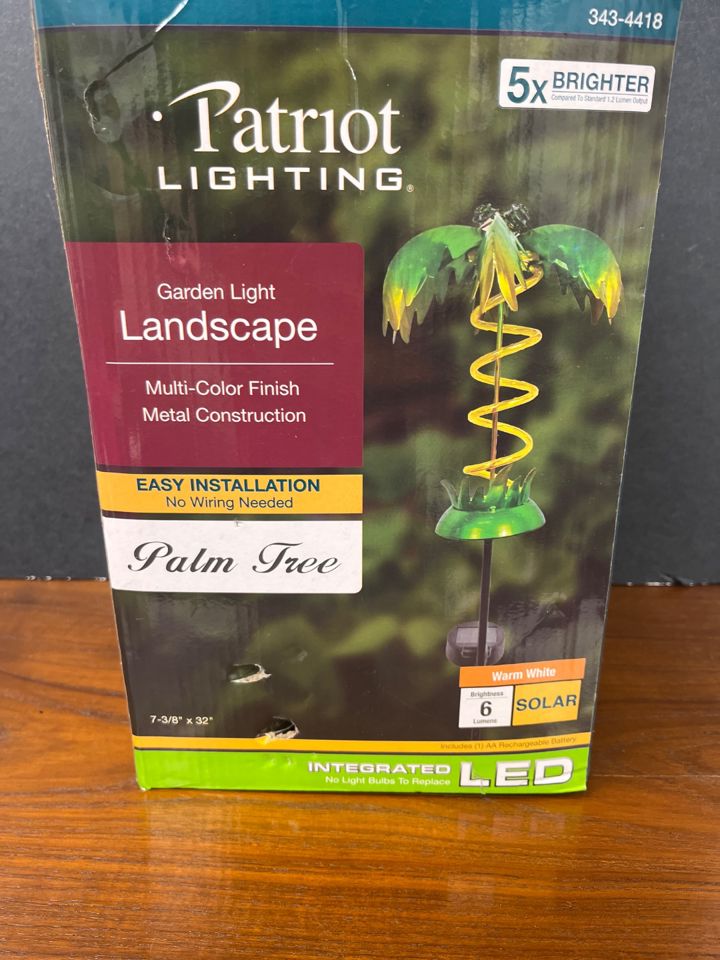 343-4418
5x BRIGHTER
Compared To Standard 1.2 Lumen Output
Patriot
LIGHTING®
Garden Light
Landscape
Multi-Color Finish
Metal Construction
EASY INSTALLATION
No Wiring Needed
Palm Tree
Warm White
Brightness
6
Lumens
SOLAR
7-3/8" x 32"
Includes (1) AA Rechargeable Battery
INTEGRATED LED
No Light Bulbs To Replace